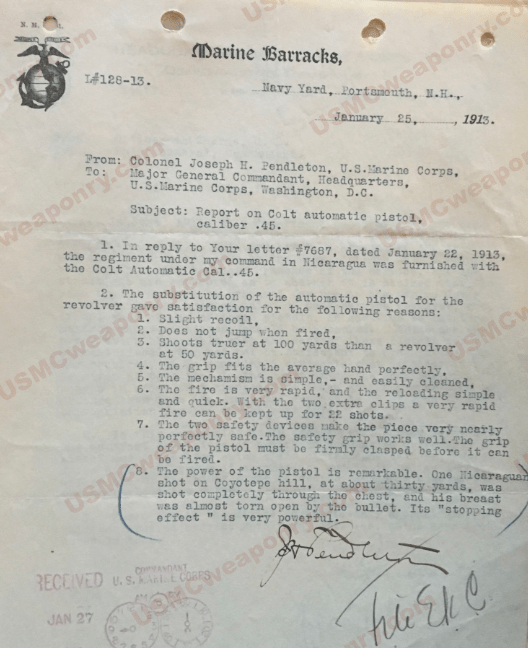 Marine Barracks,
L#128-13.
Navy Yard, Portsmouth, N.H.,
January 25, 1913.
From: Colonel Joseph H. Pendleton, U.S.Marine Corps,
To: Major General Commandant, Headquarters,
U.S.Marine Corps, Washington, D.C.
Subject: Report on Colt automatic pistol,
caliber .45.
1. In reply to Your letter #7687, dated January 22, 1913,
the regiment under my command in Nicaragua was furnished with
the Colt Automatic Cal..45.
2. The substitution of the automatic pistol for the
revolver gave satisfaction for the following reasons:
1. Slight recoil,
2. Does not jump when fired,
3. Shoots truer at 100 yards than a revolver
at 50 yards.
4. The grip fits the average hand perfectly,
5. The mechanism is simple,- and easily cleaned,
6. The fire is very rapid, and the reloading simple
and quick. With the two extra clips a very rapid
fire can be kept up for 22 shots.
7. The two safety devices make the piece very nearly
perfectly safe.The safety grip works well.The grip
of the pistol must be firmly clasped before it can
be fired.
8. The power of the pistol is remarkable. One Nicaraguan
shot on Coyotepe hill, at about thirty yards, was
shot completely through the chest, and his breast
was almost torn open by the bullet. Its "stopping
effect " is very powerful.
JHPendleton
File
RECEIVED
COMMANDANT
U. S. MARINE CORPS
JAN 27
USMCweaponry.com